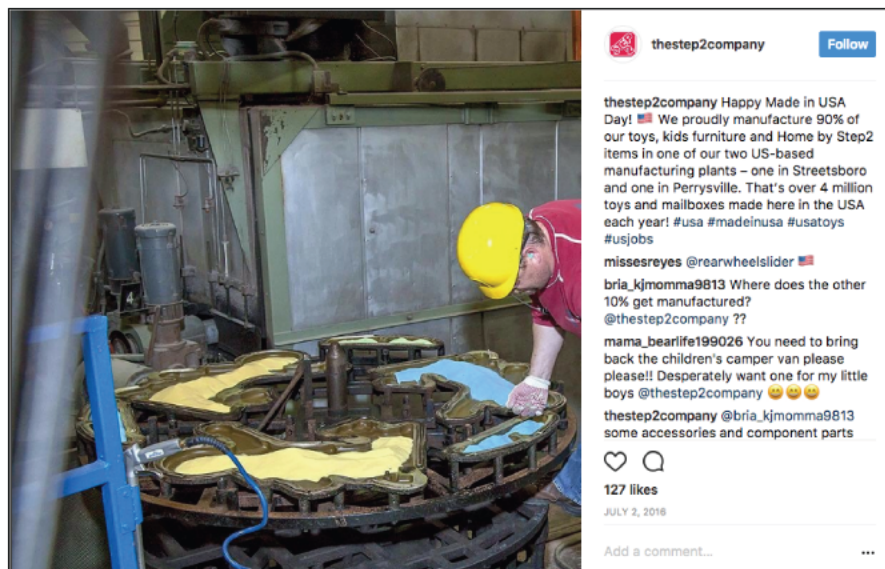 thestep2company
Follow
thestep2company Happy Made in USA
Day! 🇺🇸 We proudly manufacture 90% of
our toys, kids furniture and Home by Step2
items in one of our two US-based
manufacturing plants – one in Streetsboro
and one in Perrysville. That's over 4 million
toys and mailboxes made here in the USA
each year! #usa #madeinusa #usatoys
#usjobs
missesreyes @rearwheelslider 🇺🇸
bria_kjmomma9813 Where does the other
10% get manufactured?
@thestep2company ??
mama_bearlife199026 You need to bring
back the children's camper van please
please!! Desperately want one for my little
boys @thestep2company 😄😄😄
thestep2company @bria_kjmomma9813
some accessories and component parts
127 likes
JULY 2, 2016
Add a comment...
4